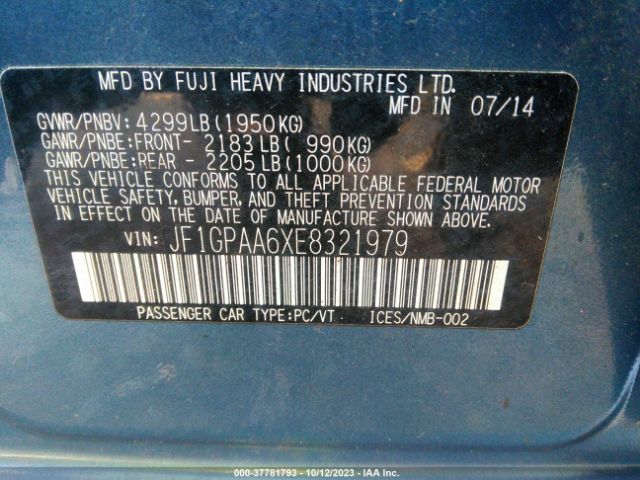 MFD BY FUJI HEAVY INDUSTRIES LTD.
MFD IN 07/14
GVWR/PNBV: 4299LB(1950KG)
GAWR/PNBE:FRONT- 2183LB( 990KG)
GAWR/PNBE:REAR - 2205LB(1000KG)
THIS VEHICLE CONFORMS TO ALL APPLICABLE FEDERAL MOTOR
VEHICLE SAFETY, BUMPER, AND THEFT PREVENTION STANDARDS
IN EFFECT ON THE DATE OF MANUFACTURE SHOWN ABOVE.
VIN: JF1GPAA6XE8321979
PASSENGER CAR TYPE:PC/VT ICES/NMB-002
000-37781793 - 10/12/2023 - IAA Inc.